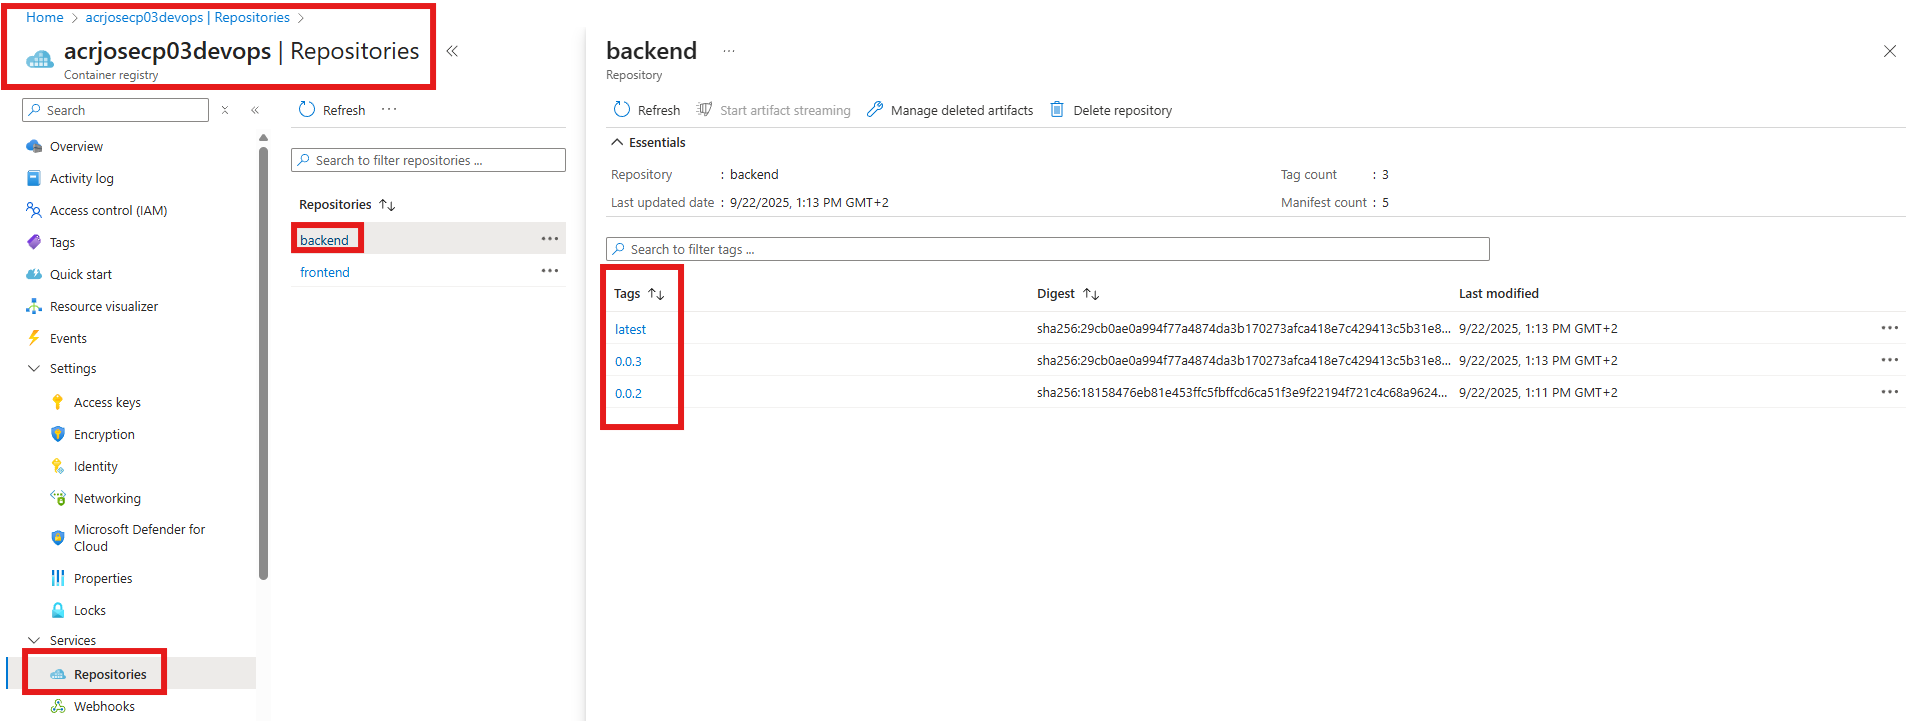 Home > acrjosecp03devops | Repositories >
acrjosecp03devops | Repositories «
Container registry
Search
«
Overview
Activity log
Access control (IAM)
Tags
Quick start
Resource visualizer
Events
Settings
Access keys
Encryption
Identity
Networking
Microsoft Defender for
Cloud
Properties
Locks
Services
Repositories
Webhooks
Refresh ...
Search to filter repositories ...
Repositories ↑↓
backend ...
frontend ...
backend ...
Repository
Refresh Start artifact streaming Manage deleted artifacts Delete repository
Essentials
Repository : backend Tag count : 3
Last updated date : 9/22/2025, 1:13 PM GMT+2 Manifest count : 5
Search to filter tags ...
Tags ↑↓ Digest ↑↓ Last modified
latest sha256:29cb0ae0a994f77a4874da3b170273afca418e7c429413c5b31e8... 9/22/2025, 1:13 PM GMT+2 ...
0.0.3 sha256:29cb0ae0a994f77a4874da3b170273afca418e7c429413c5b31e8... 9/22/2025, 1:13 PM GMT+2 ...
0.0.2 sha256:18158476eb81e453ffc5fbffcd6ca51f3e9f22194f721c4c68a9624... 9/22/2025, 1:11 PM GMT+2 ...